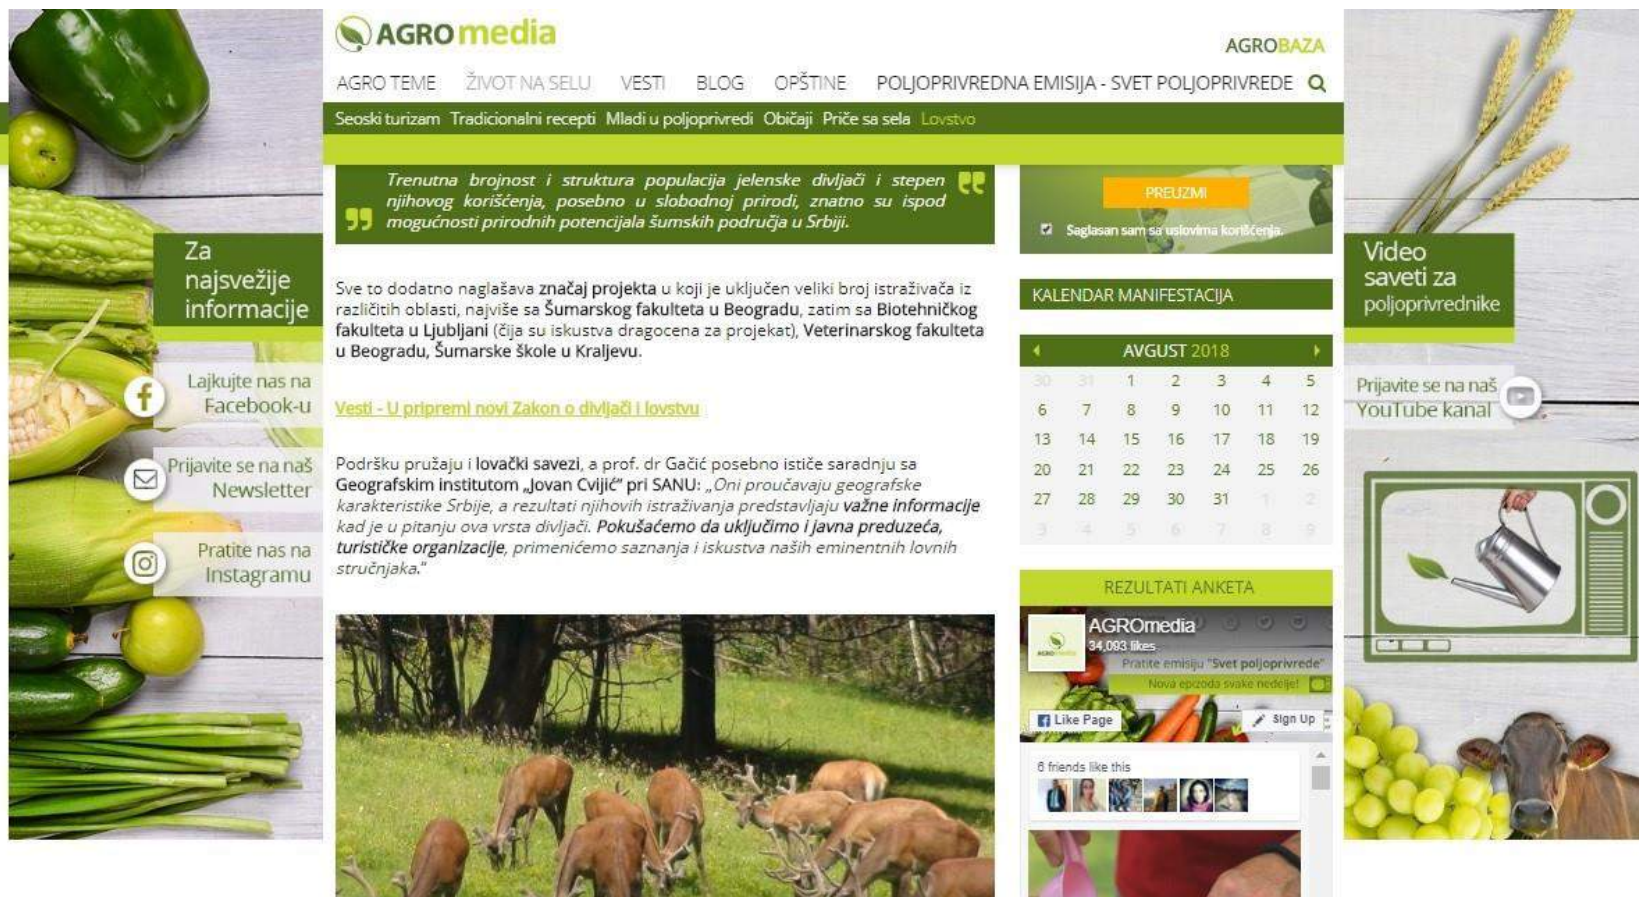 AGROmedia
AGROBAZA
AGRO TEME ŽIVOT NA SELU VESTI BLOG OPŠTINE POLJOPRIVREDNA EMISIJA - SVET POLJOPRIVREDE
Seoski turizam Tradicionalni recepti Mladi u poljoprivredi Običaji Priče sa sela Lovstvo
Za
najsvežije
informacije
Lajkujte nas na
Facebook-u
Prijavite se na naš
Newsletter
Pratite nas na
Instagramu
Trenutna brojnost i struktura populacija jelenske divljači i stepen
njihovog korišćenja, posebno u slobodnoj prirodi, znatno su ispod
mogućnosti prirodnih potencijala šumskih područja u Srbiji.
Sve to dodatno naglašava značaj projekta u koji je uključen veliki broj istraživača iz
različitih oblasti, najviše sa Šumarskog fakulteta u Beogradu, zatim sa Biotehničkog
fakulteta u Ljubljani (čija su iskustva dragocena za projekat), Veterinarskog fakulteta
u Beogradu, Šumarske škole u Kraljevu.
Vesti - U pripremi novi Zakon o divljači i lovstvu
Podršku pružaju i lovački savezi, a prof. dr Gačić posebno ističe saradnju sa
Geografskim institutom „Jovan Cvijić“ pri SANU: „Oni proučavaju geografske
karakteristike Srbije, a rezultati njihovih istraživanja predstavljaju važne informacije
kad je u pitanju ova vrsta divljači. Pokušaćemo da uključimo i javna preduzeća,
turističke organizacije, primenićemo saznanja i iskustva naših eminentnih lovnih
stručnjaka.“
PREUZMI
Saglasan sam sa uslovima korišćenja.
KALENDAR MANIFESTACIJA
AVGUST 2018
30 31 1 2 3 4 5
6 7 8 9 10 11 12
13 14 15 16 17 18 19
20 21 22 23 24 25 26
27 28 29 30 31 1 2
3 4 5 6 7 8 9
REZULTATI ANKETA
AGROmedia
34,093 likes
Pratite emisiju "Svet poljoprivrede"
Nova epizoda svake nedelje!
Like Page
Sign Up
6 friends like this
Video
saveti za
poljoprivrednike
Prijavite se na naš
YouTube kanal